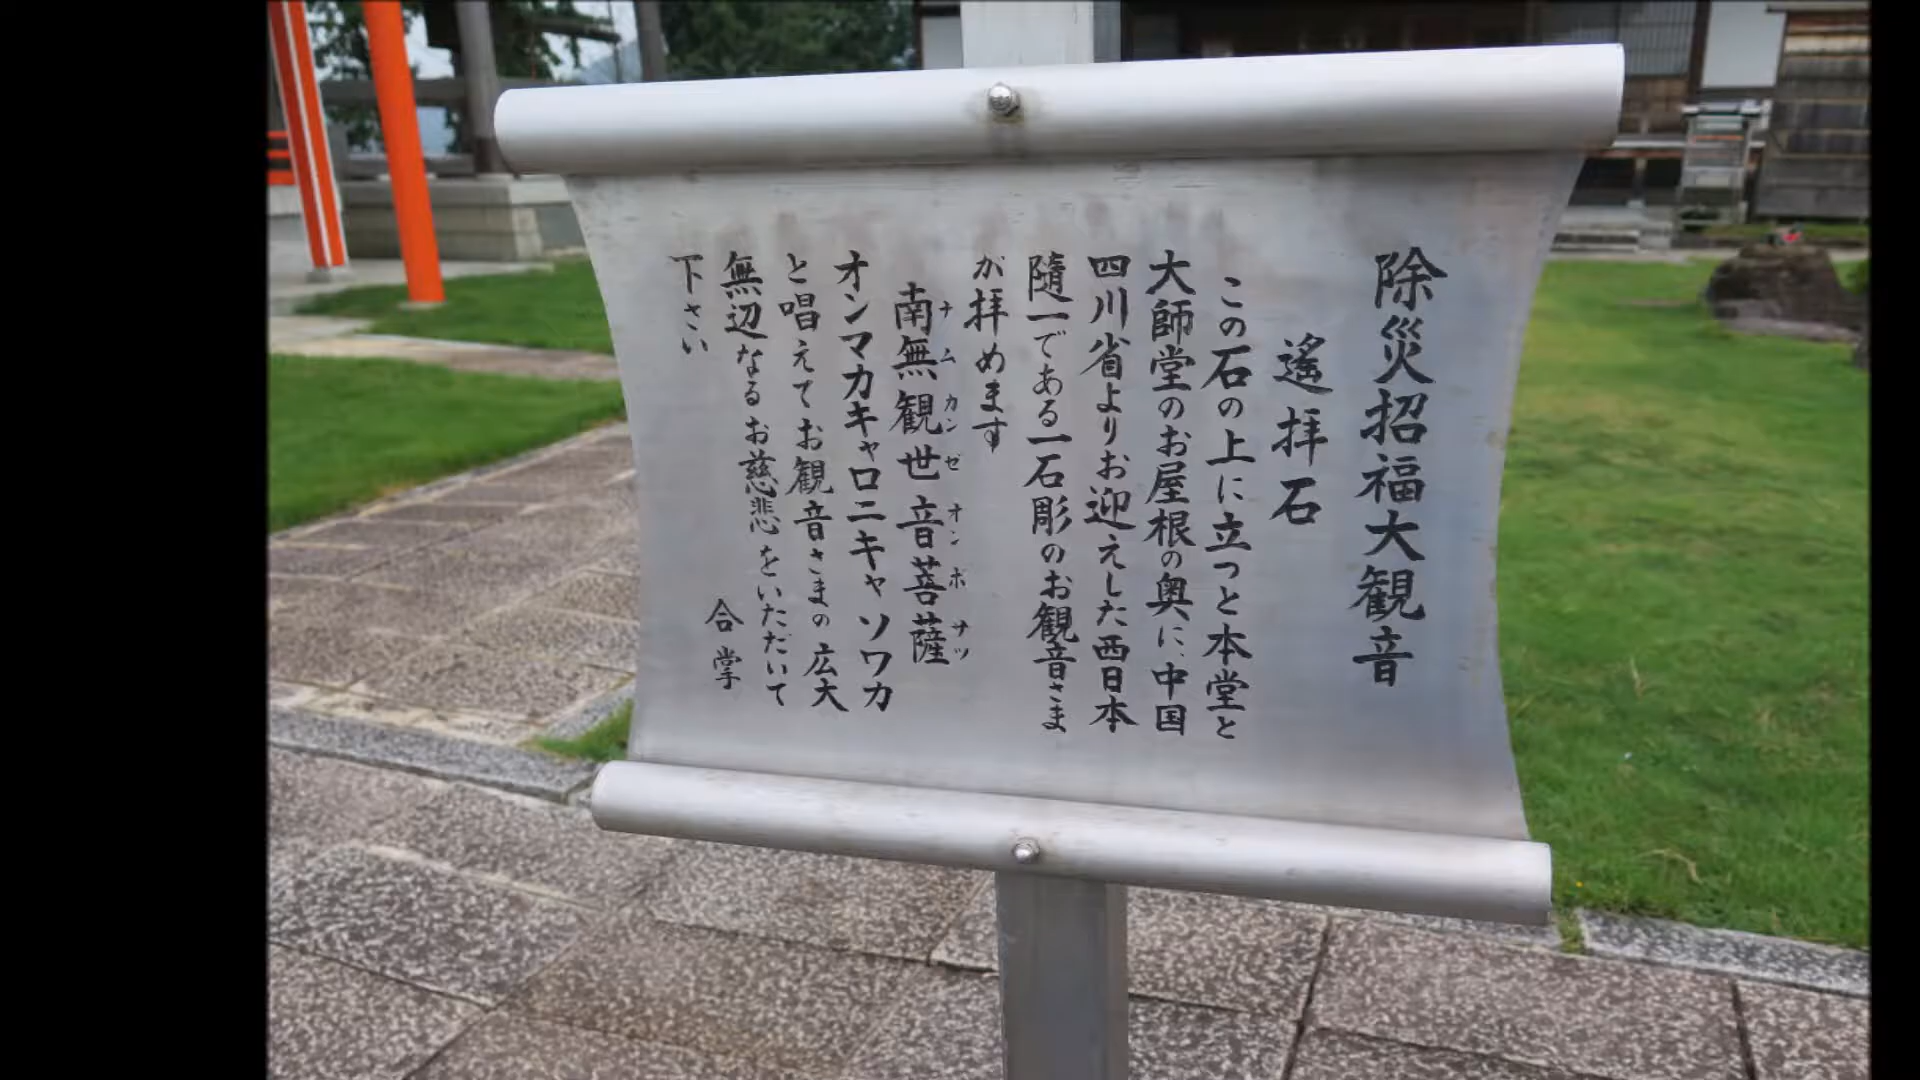 除災招福大観音
遙拝石
この石の上に立つと本堂と
大師堂のお屋根の奥に、中国
四川省よりお迎えした西日本
随一である一石彫のお観音さま
が拝めます
南無観世音菩薩
ナムカンゼオンボサツ
オンマカキャロニキャソワカ
と唱えてお観音さまの広大
無辺なるお慈悲をいただいて
下さい
合掌